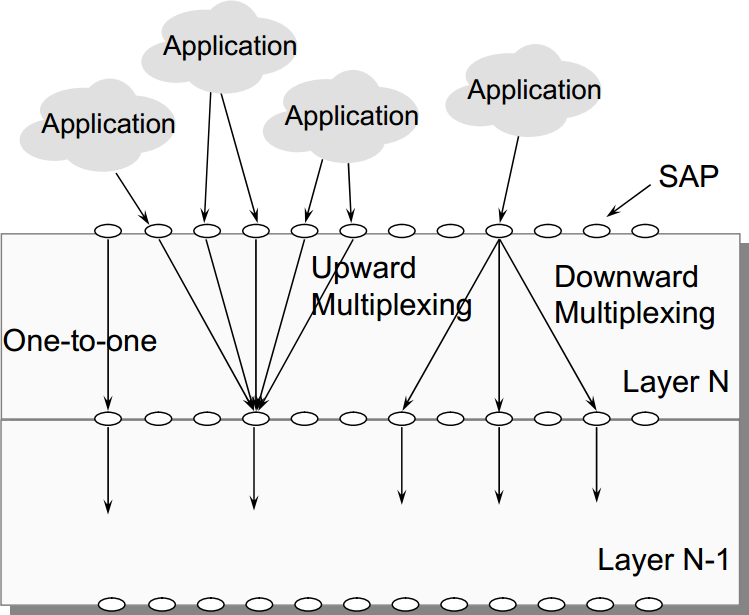 Application
Application
Application
Application
SAP
Upward
Multiplexing
Downward
Multiplexing
One-to-one
Layer N
Layer N-1